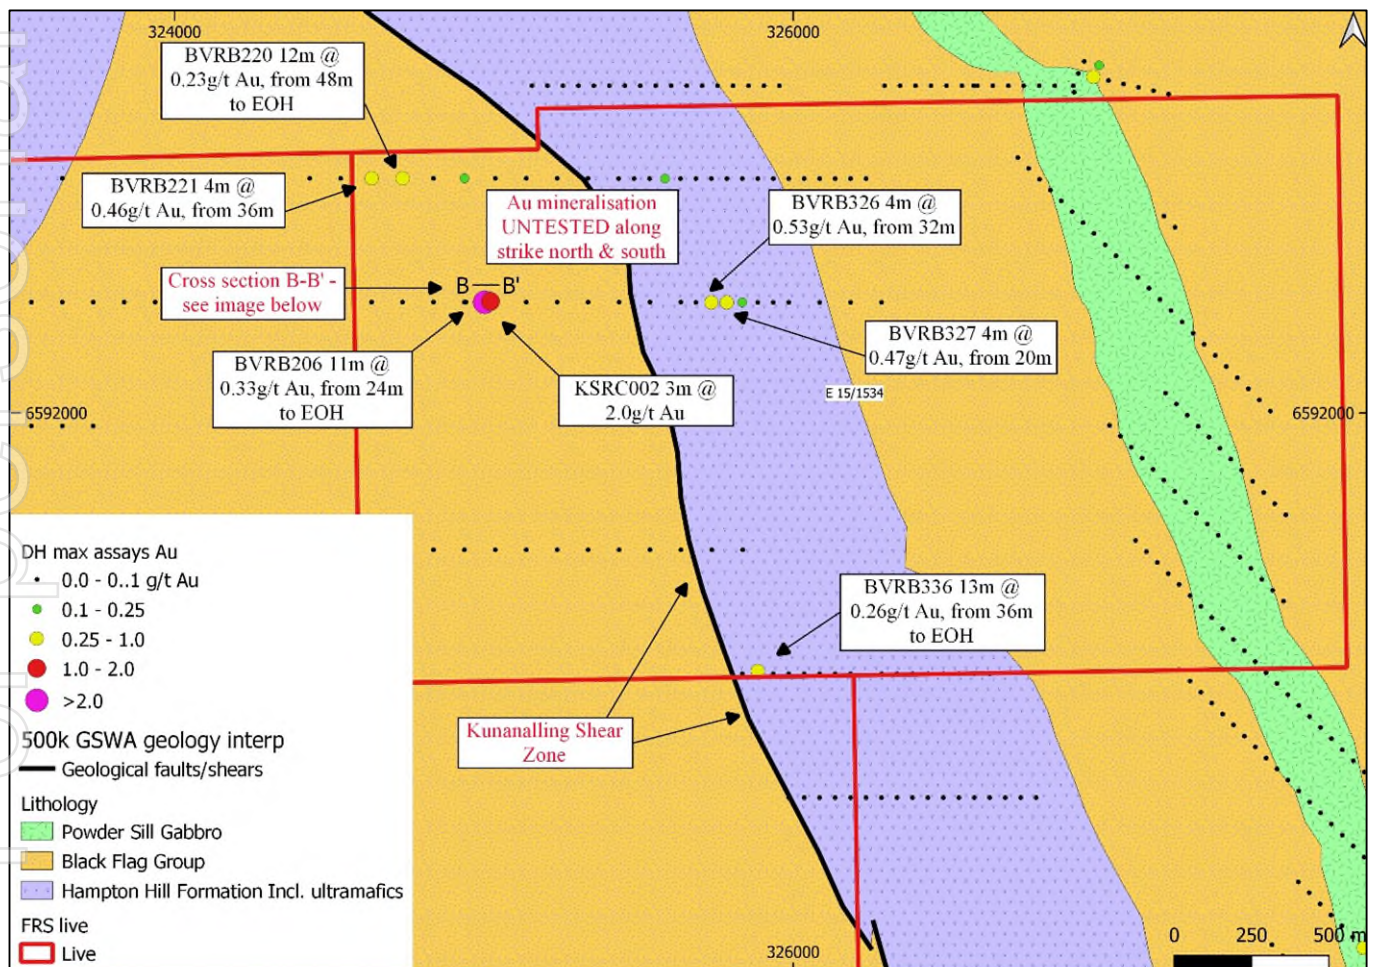 324000
326000
BVRB220 12m @
0.23g/t Au, from 48m
to EOH
BVRB221 4m @
0.46g/t Au, from 36m
Au mineralisation
UNTESTED along
strike north & south
BVRB326 4m @
0.53g/t Au, from 32m
Cross section B-B' -
see image below
B — B'
BVRB327 4m @
0.47g/t Au, from 20m
BVRB206 11m @
0.33g/t Au, from 24m
to EOH
KSRC002 3m @
2.0g/t Au
E 15/1534
6592000
6592000
BVRB336 13m @
0.26g/t Au, from 36m
to EOH
Kunanalling Shear
Zone
DH max assays Au
0.0 - 0..1 g/t Au
0.1 - 0.25
0.25 - 1.0
1.0 - 2.0
>2.0
500k GSWA geology interp
Geological faults/shears
Lithology
Powder Sill Gabbro
Black Flag Group
Hampton Hill Formation Incl. ultramafics
FRS live
Live
326000
0 250 500 m